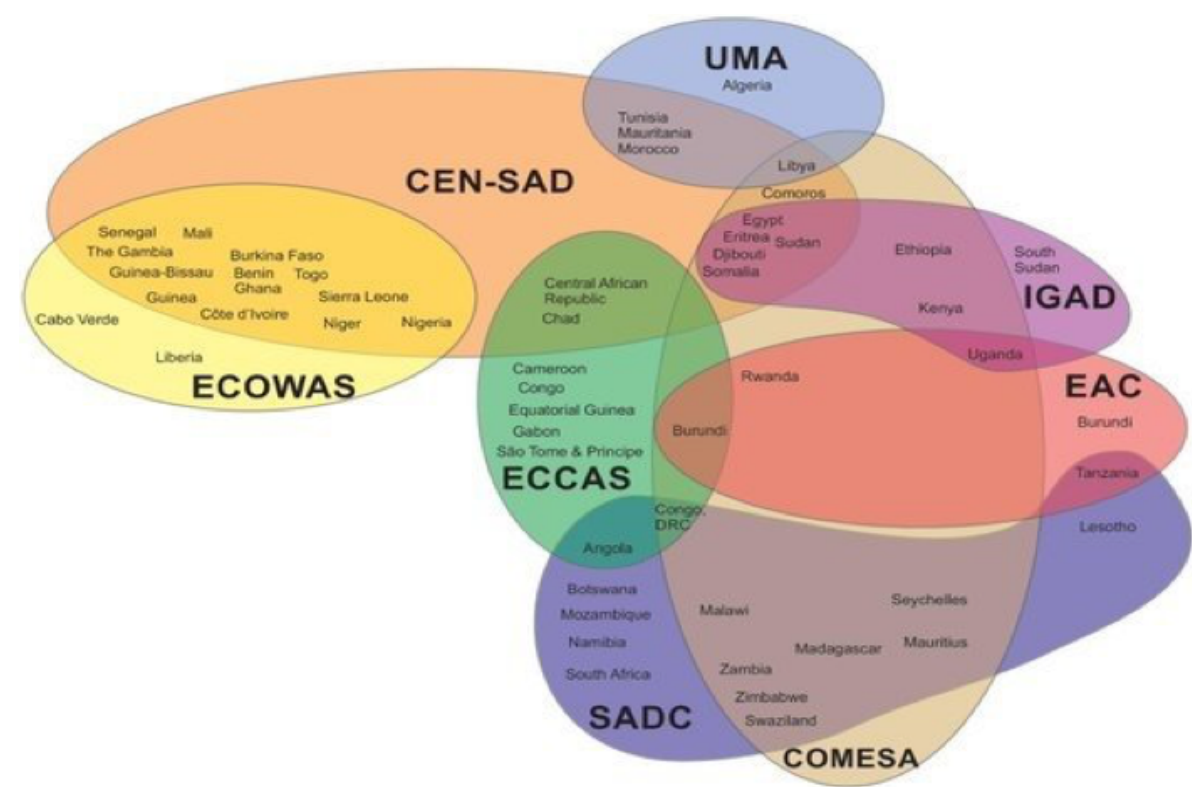 UMA
Algeria
Tunisia
Mauritania
Morocco
Libya
CEN-SAD
Comoros
Egypt
Eritrea
Sudan
Djibouti
Somalia
Ethiopia
South
Sudan
IGAD
Kenya
Uganda
Senegal
Mali
The Gambia
Burkina Faso
Guinea-Bissau
Benin
Togo
Ghana
Guinea
Sierra Leone
Côte d'Ivoire
Cabo Verde
Niger
Nigeria
Liberia
ECOWAS
Central African
Republic
Chad
Cameroon
Congo
Equatorial Guinea
Gabon
São Tome & Principe
ECCAS
Rwanda
Burundi
EAC
Burundi
Tanzania
Congo,
DRC
Angola
Lesotho
Botswana
Mozambique
Namibia
South Africa
SADC
Malawi
Seychelles
Madagascar
Mauritius
Zambia
Zimbabwe
Swaziland
COMESA